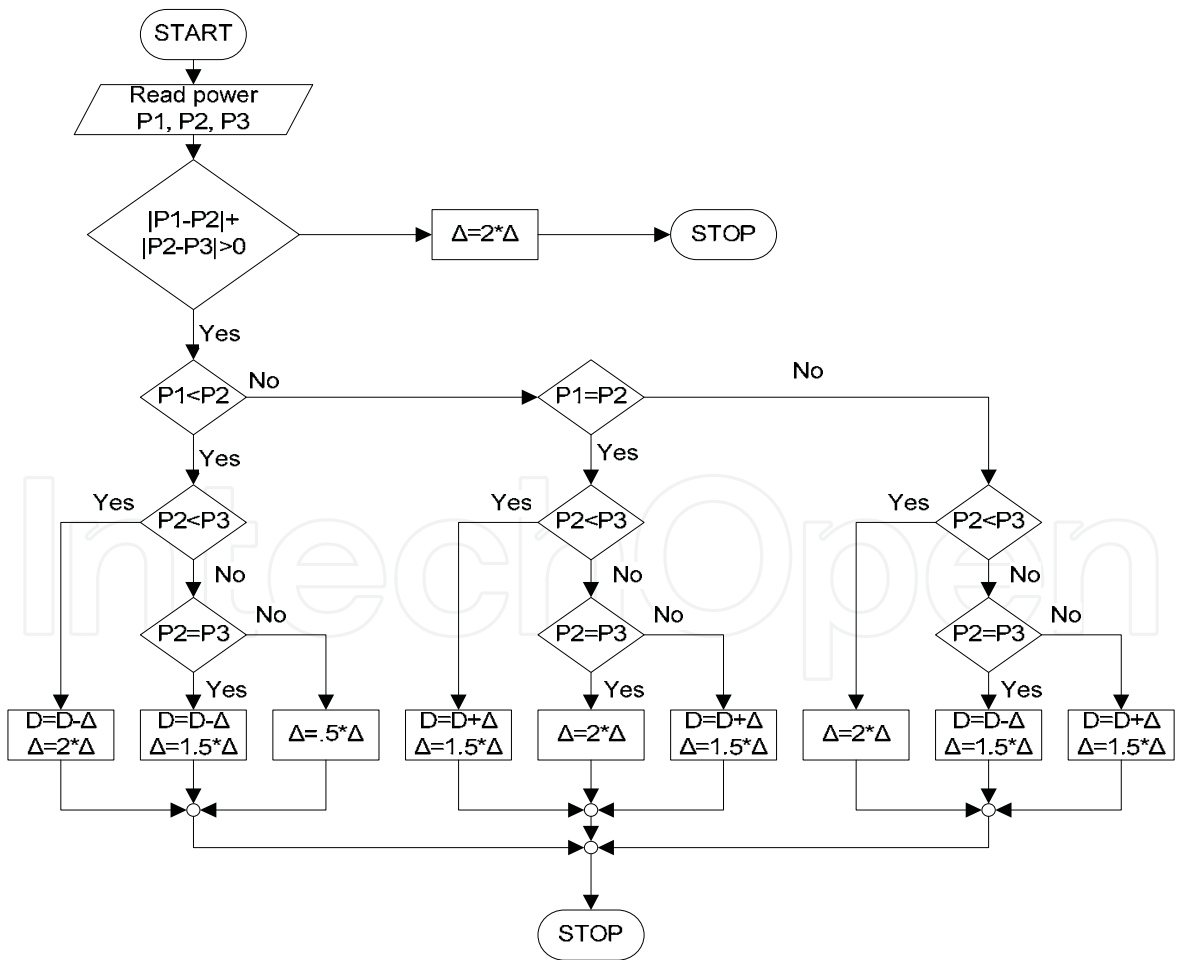 START
Read power
P1, P2, P3
|P1-P2|+
|P2-P3|>0
Δ=2*Δ
STOP
Yes
P1<P2
No
P1=P2
No
Yes
Yes
Yes
P2<P3
Yes
P2<P3
Yes
P2<P3
No
No
No
P2=P3
No
P2=P3
No
P2=P3
No
Yes
Yes
Yes
D=D-Δ
Δ=2*Δ
D=D-Δ
Δ=1.5*Δ
Δ=.5*Δ
D=D+Δ
Δ=1.5*Δ
Δ=2*Δ
D=D+Δ
Δ=1.5*Δ
Δ=2*Δ
D=D-Δ
Δ=1.5*Δ
D=D+Δ
Δ=1.5*Δ
STOP
IntechOpen